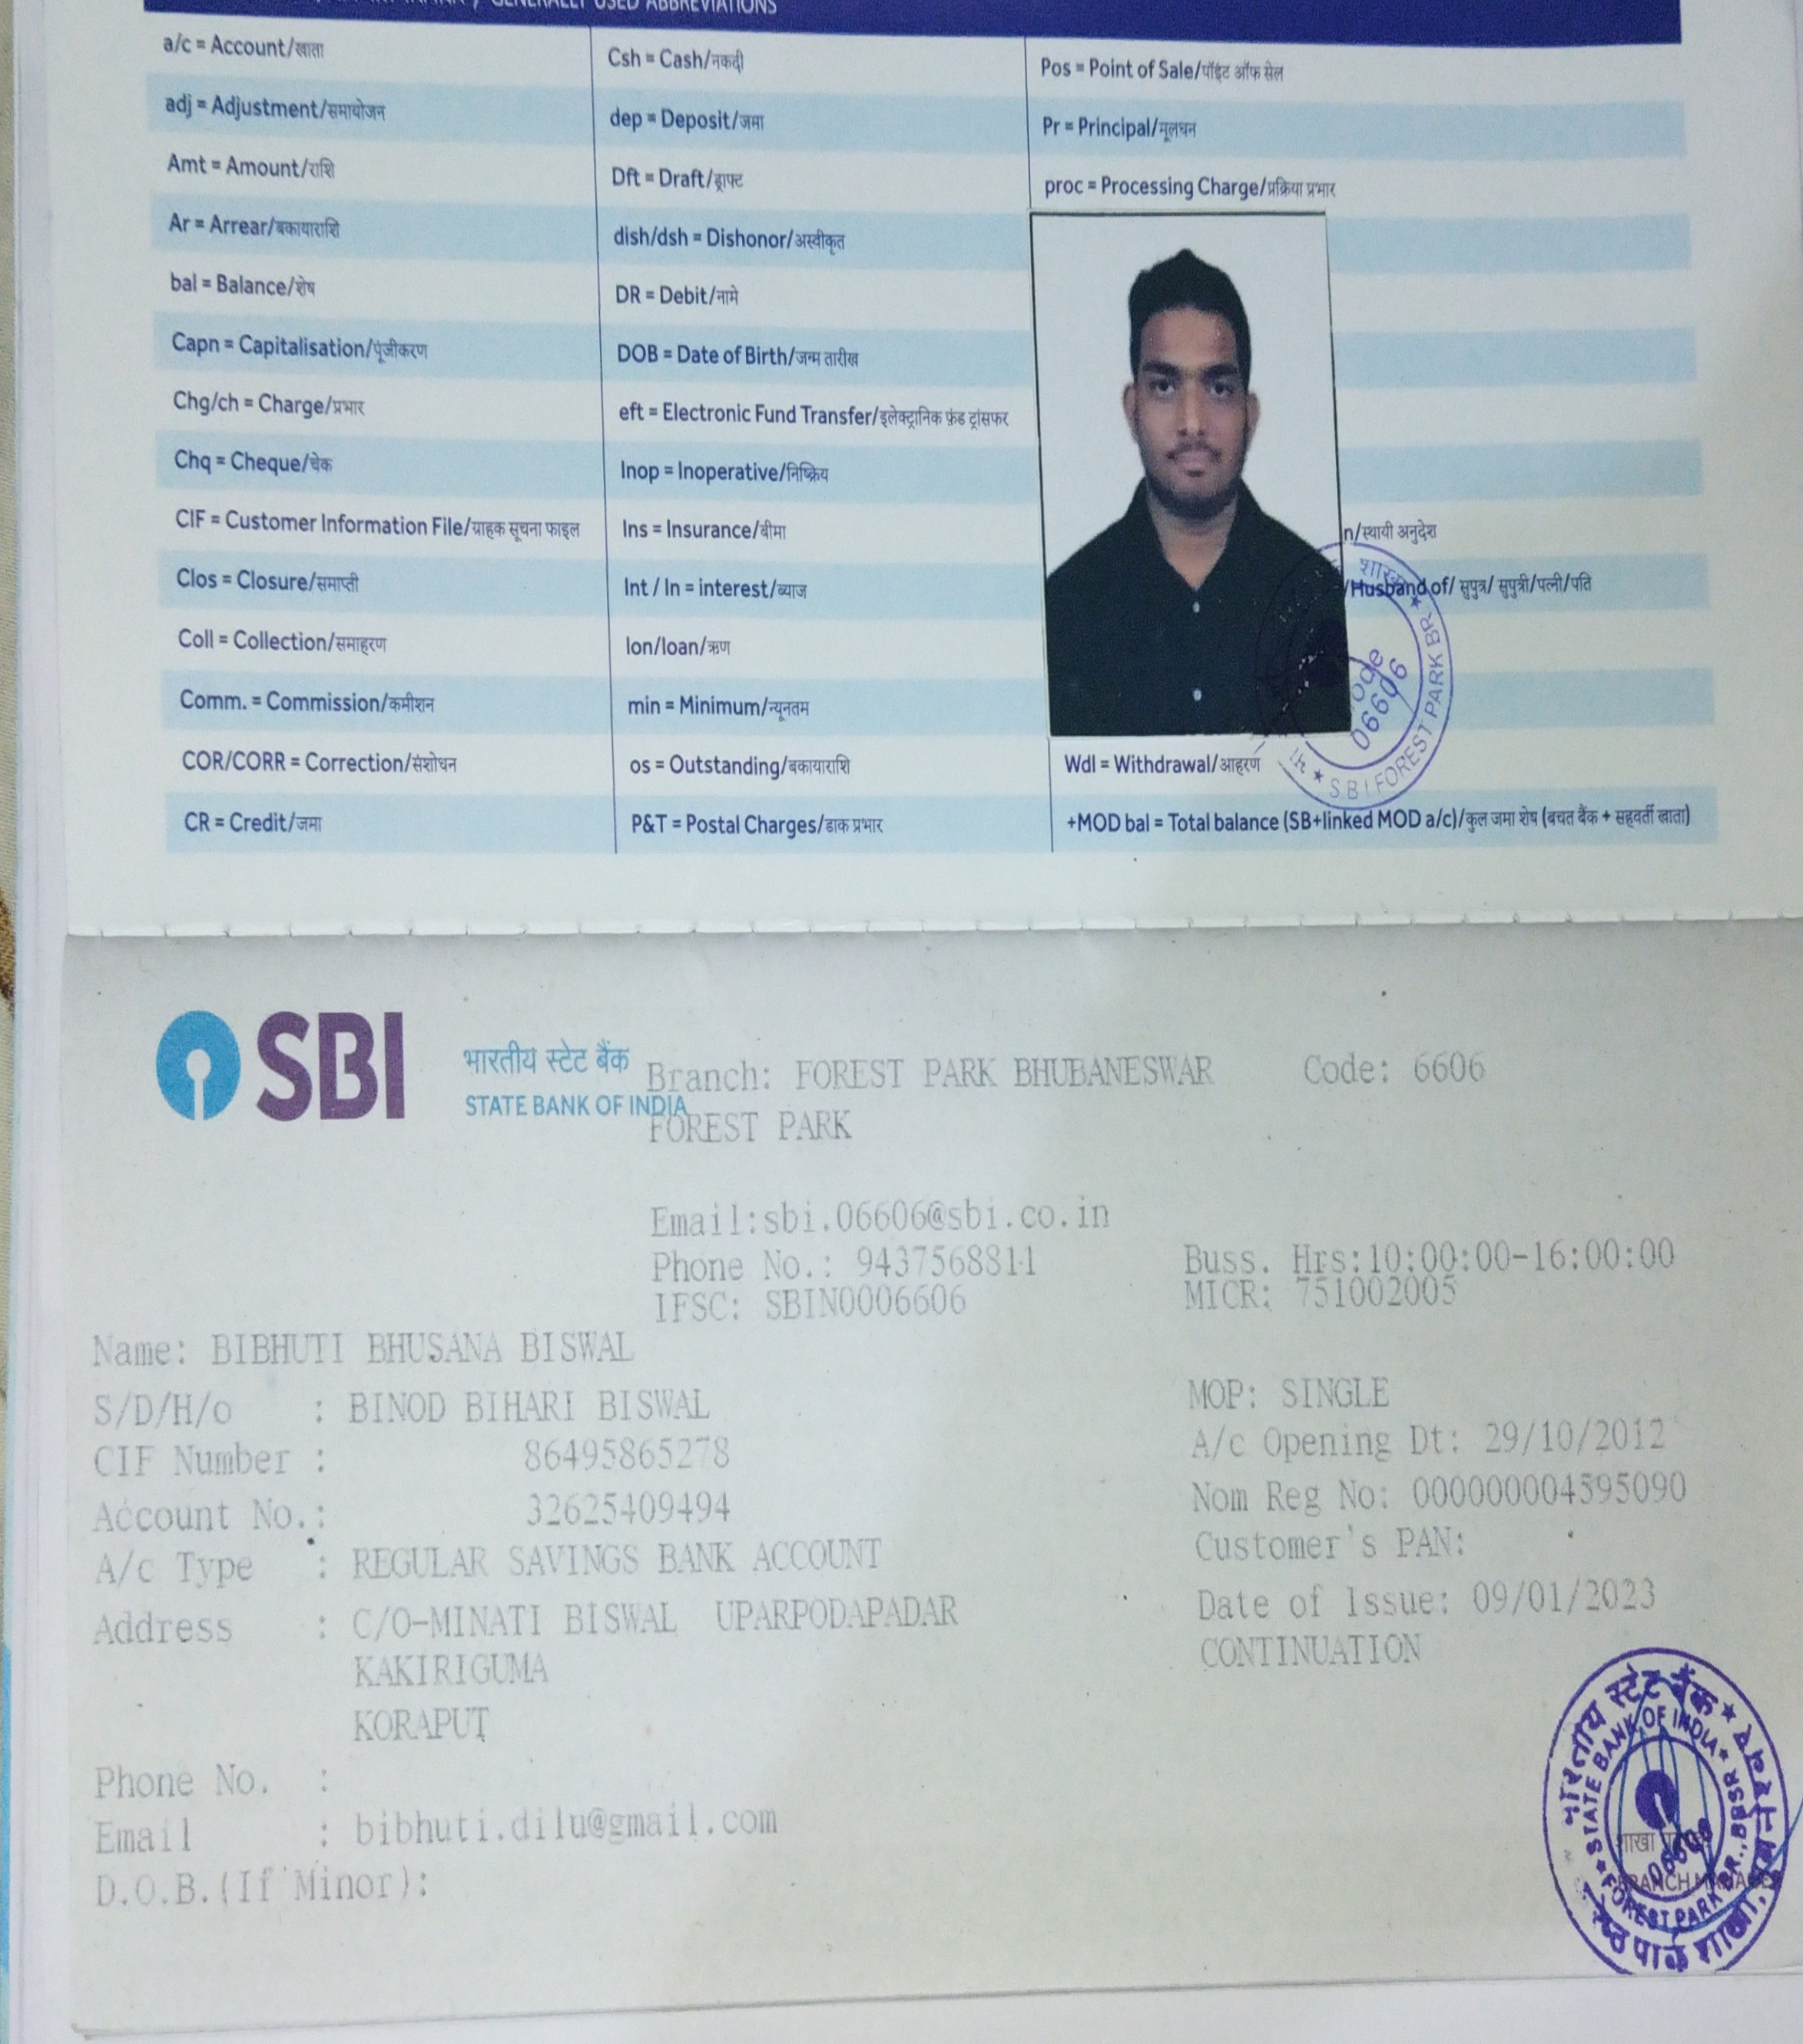 GENERALLY USED ABBREVIATIONS
a/c = Account/खाता
adj = Adjustment/समायोजन
Amt = Amount/राशि
Ar = Arrear/बकायाराशि
bal = Balance/शेष
Capn = Capitalisation/पूंजीकरण
Chg/ch = Charge/प्रभार
Chq = Cheque/चेक
CIF = Customer Information File/ग्राहक सूचना फाइल
Clos = Closure/समाप्ती
Coll = Collection/समाहरण
Comm. = Commission/कमीशन
COR/CORR = Correction/संशोधन
CR = Credit/जमा
Csh = Cash/नकदी
dep = Deposit/जमा
Dft = Draft/ड्राफ्ट
dish/dsh = Dishonor/अस्वीकृत
DR = Debit/नामे
DOB = Date of Birth/जन्म तारीख
eft = Electronic Fund Transfer/इलेक्ट्रानिक फ़ंड ट्रांसफर
Inop = Inoperative/निष्क्रिय
Ins = Insurance/बीमा
Int / In = interest/ब्याज
lon/loan/ऋण
min = Minimum/न्यूनतम
os = Outstanding/बकायाराशि
P&T = Postal Charges/डाक प्रभार
Pos = Point of Sale/पॉइंट ऑफ सेल
Pr = Principal/मूलधन
proc = Processing Charge/प्रक्रिया प्रभार
n/स्थायी अनुदेश
/Husband of/ सुपुत्र/ सुपुत्री/पत्नी/पति
Wdl = Withdrawal/आहरण
+MOD bal = Total balance (SB+linked MOD a/c)/कुल जमा शेष (बचत बैंक + सहवर्ती खाता)
S.B.I. FOREST PARK BR.
06606
SBI
भारतीय स्टेट बैंक
STATE BANK OF INDIA
Branch: FOREST PARK BHUBANESWAR Code: 6606
FOREST PARK
Email:sbi.06606@sbi.co.in
Phone No.: 9437568811 Buss. Hrs:10:00:00-16:00:00
IFSC: SBIN0006606 MICR: 751002005
Name: BIBHUTI BHUSANA BISWAL
S/D/H/o : BINOD BIHARI BISWAL MOP: SINGLE
CIF Number : 86495865278 A/c Opening Dt: 29/10/2012
Account No.: 32625409494 Nom Reg No: 000000004595090
A/c Type : REGULAR SAVINGS BANK ACCOUNT Customer's PAN:
Address : C/O-MINATI BISWAL UPARPODAPADAR Date of Issue: 09/01/2023
KAKIRIGUMA CONTINUATION
KORAPUT
Phone No. :
Email : bibhuti.dilu@gmail.com
D.O.B.(If Minor):
भारतीय स्टेट बैंक
STATE BANK OF INDIA
FOREST PARK BR., BBSR
06606
BRANCH MANAGER